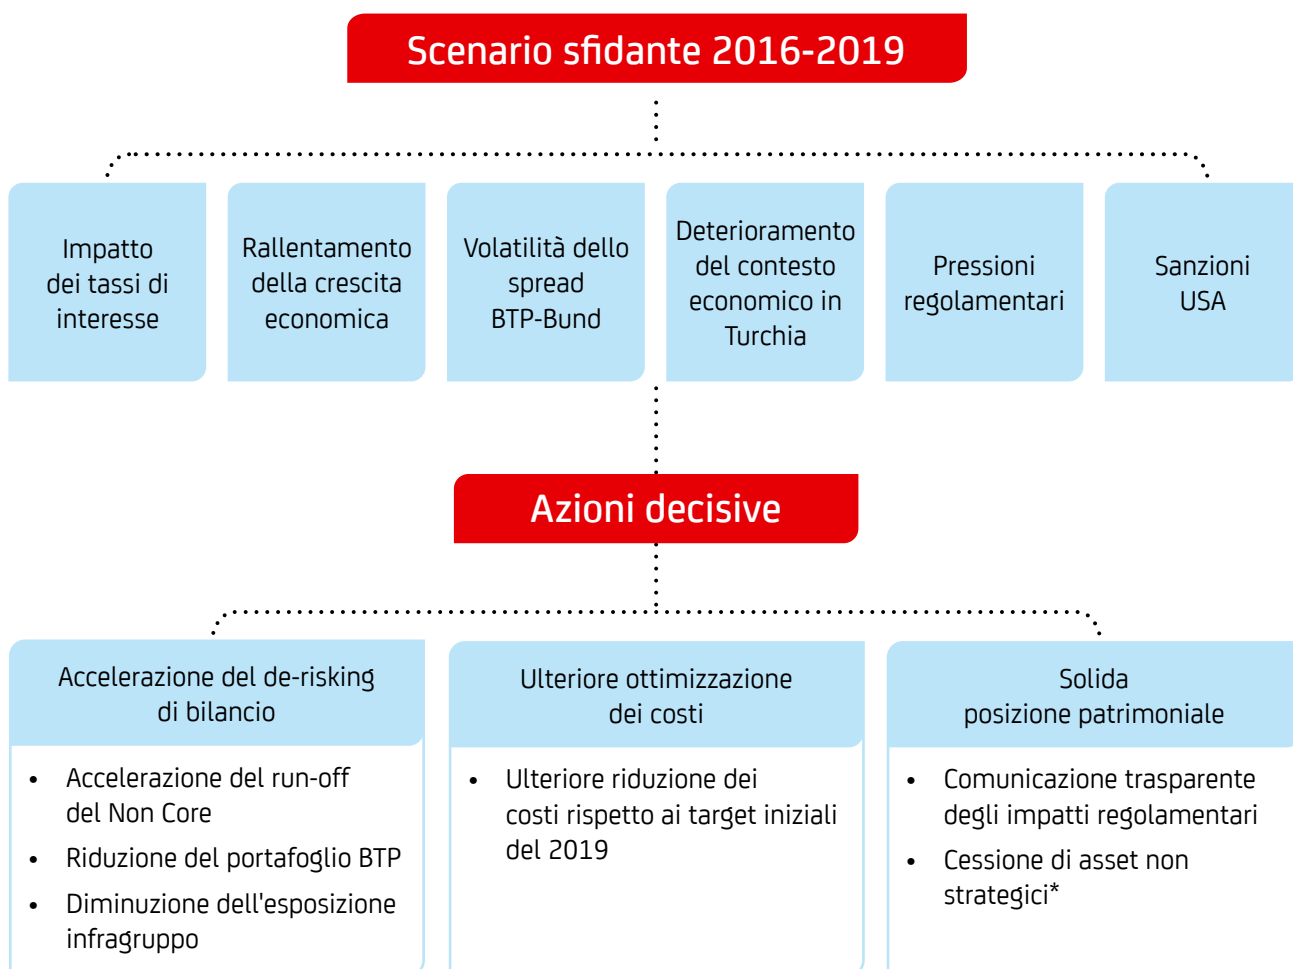 Scenario sfidante 2016-2019
Impatto
dei tassi di
interesse
Rallentamento
della crescita
economica
Volatilità dello
spread
BTP-Bund
Deterioramento
del contesto
economico in
Turchia
Pressioni
regolamentari
Sanzioni
USA
Azioni decisive
Accelerazione del de-risking
di bilancio
• Accelerazione del run-off
del Non Core
• Riduzione del portafoglio BTP
• Diminuzione dell'esposizione
infragruppo
Ulteriore ottimizzazione
dei costi
• Ulteriore riduzione dei
costi rispetto ai target iniziali
del 2019
Solida
posizione patrimoniale
• Comunicazione trasparente
degli impatti regolamentari
• Cessione di asset non
strategici*